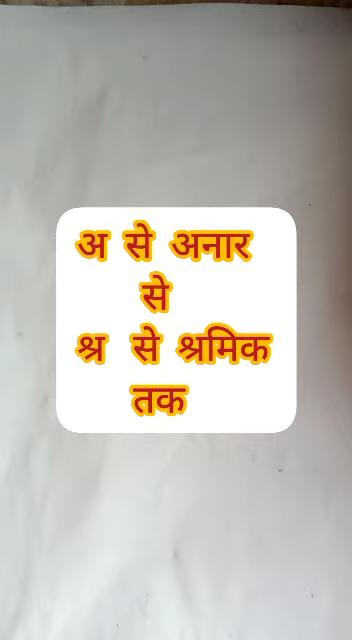 अ से अनार
से
श्र से श्रमिक
तक